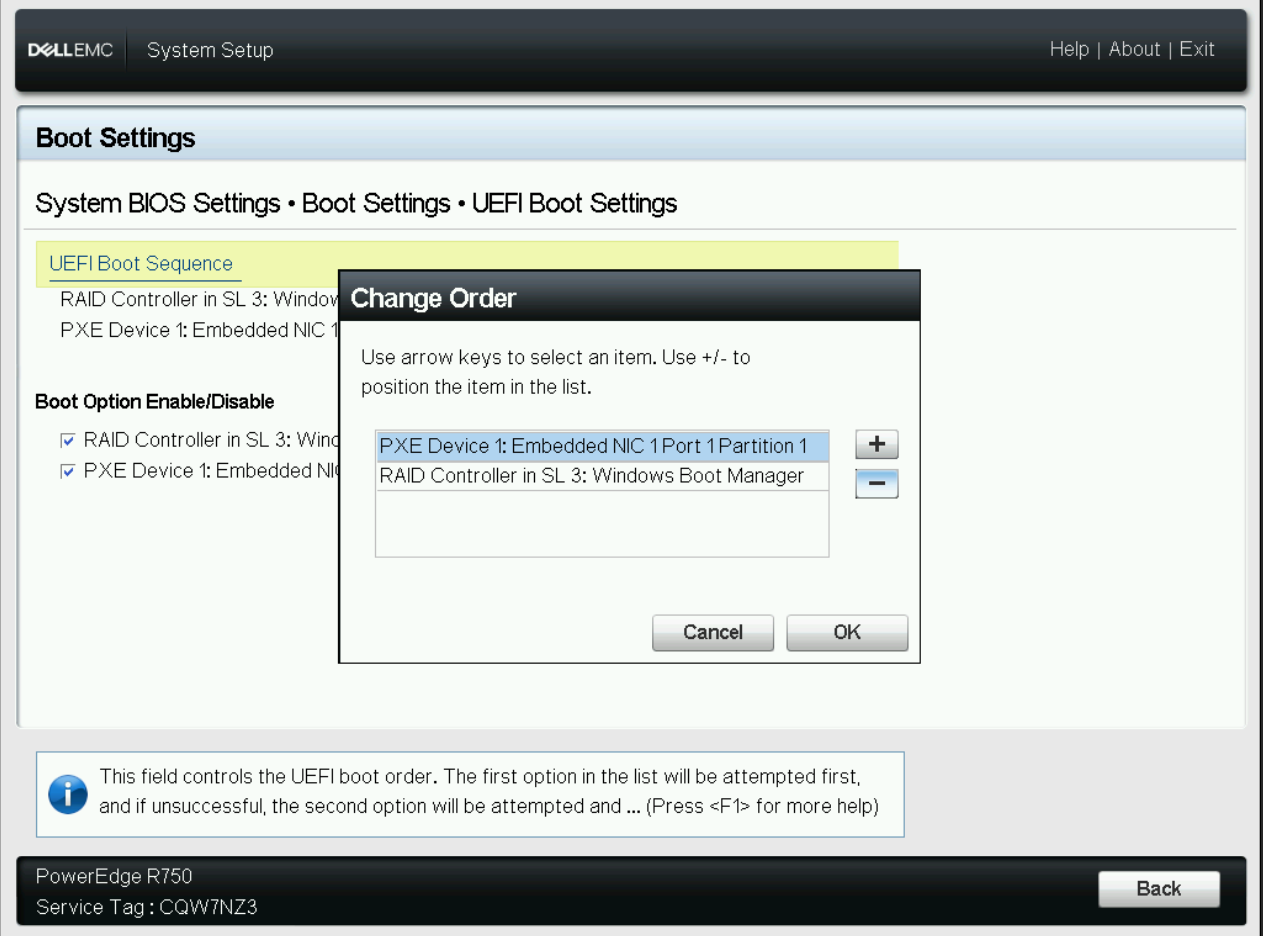 DELLEMC System Setup Help | About | Exit
Boot Settings
System BIOS Settings • Boot Settings • UEFI Boot Settings
UEFI Boot Sequence
RAID Controller in SL 3: Window
PXE Device 1: Embedded NIC 1
Boot Option Enable/Disable
RAID Controller in SL 3: Wind
PXE Device 1: Embedded NIC
Change Order
Use arrow keys to select an item. Use +/- to
position the item in the list.
PXE Device 1: Embedded NIC 1 Port 1 Partition 1
RAID Controller in SL 3: Windows Boot Manager
+
-
Cancel OK
This field controls the UEFI boot order. The first option in the list will be attempted first,
and if unsuccessful, the second option will be attempted and ... (Press <F1> for more help)
PowerEdge R750
Service Tag : CQW7NZ3
Back